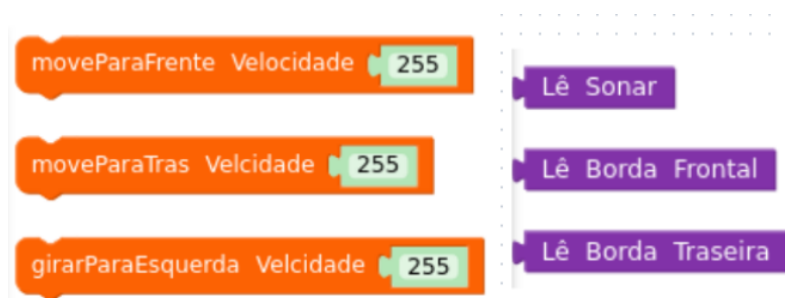 moveParaFrente Velocidade 255
moveParaTras Velcidade 255
girarParaEsquerda Velcidade 255
Lê Sonar
Lê Borda Frontal
Lê Borda Traseira